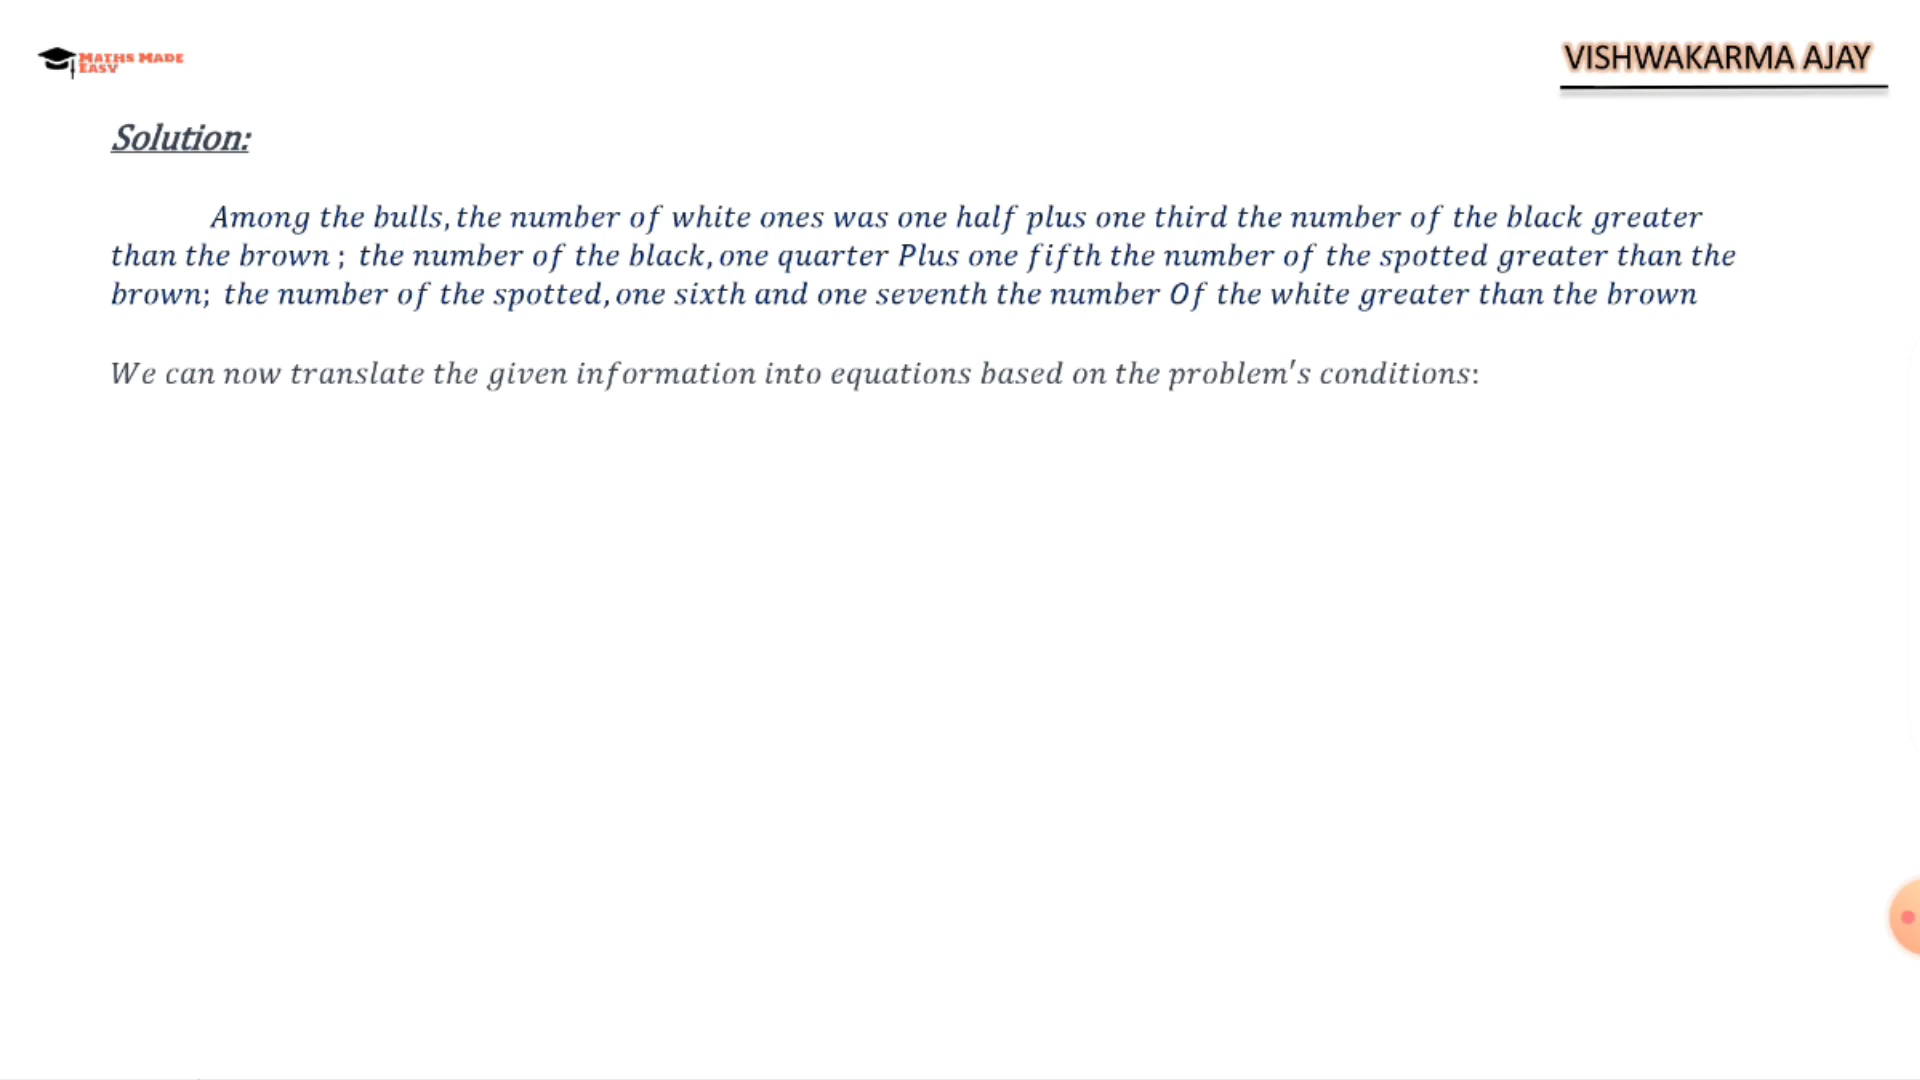 MATHS MADE
EASY
VISHWAKARMA AJAY
Solution:
Among the bulls, the number of white ones was one half plus one third the number of the black greater
than the brown ; the number of the black, one quarter Plus one fifth the number of the spotted greater than the
brown; the number of the spotted, one sixth and one seventh the number Of the white greater than the brown
We can now translate the given information into equations based on the problem's conditions: